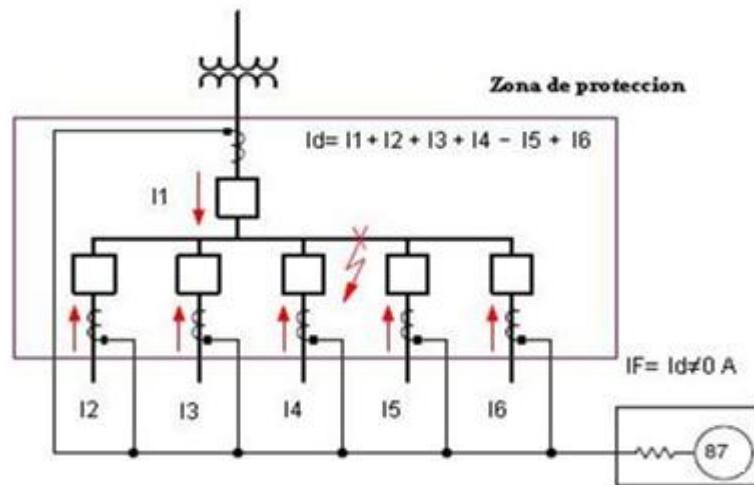 Zona de proteccion
Id= I1 + I2 + I3 + I4 − I5 + I6
I1
IF= Id≠0 A
I2 I3 I4 I5 I6
87